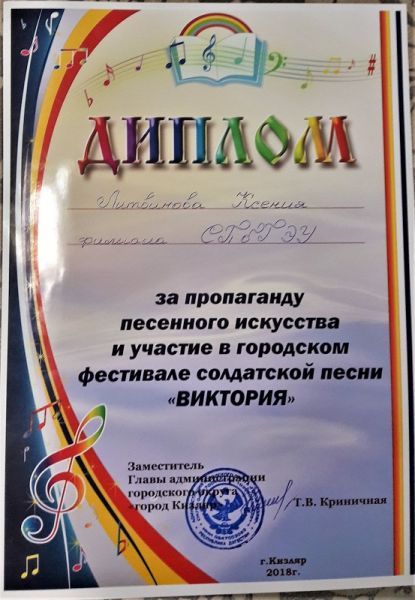 ДИПЛОМ
Литвинова Ксения
филиала СПбГЭУ
за пропаганду
песенного искусства
и участие в городском
фестивале солдатской песни
«ВИКТОРИЯ»
Заместитель
Главы администрации
городского округа
«город Кизляр»
Т.В. Криничная
г.Кизляр
2018г.